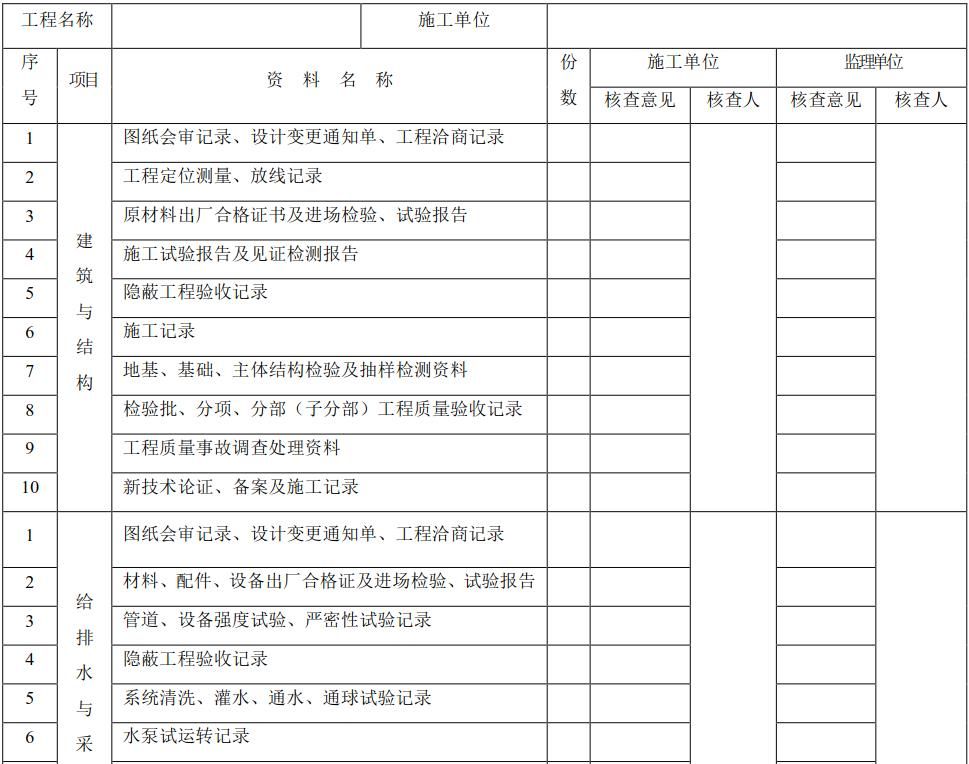 工程名称 施工单位
序号 项目 资 料 名 称 份数 施工单位 监理单位
核查意见 核查人 核查意见 核查人
建筑与结构
1 图纸会审记录、设计变更通知单、工程洽商记录
2 工程定位测量、放线记录
3 原材料出厂合格证书及进场检验、试验报告
4 施工试验报告及见证检测报告
5 隐蔽工程验收记录
6 施工记录
7 地基、基础、主体结构检验及抽样检测资料
8 检验批、分项、分部（子分部）工程质量验收记录
9 工程质量事故调查处理资料
10 新技术论证、备案及施工记录
给排水与采
1 图纸会审记录、设计变更通知单、工程洽商记录
2 材料、配件、设备出厂合格证及进场检验、试验报告
3 管道、设备强度试验、严密性试验记录
4 隐蔽工程验收记录
5 系统清洗、灌水、通水、通球试验记录
6 水泵试运转记录